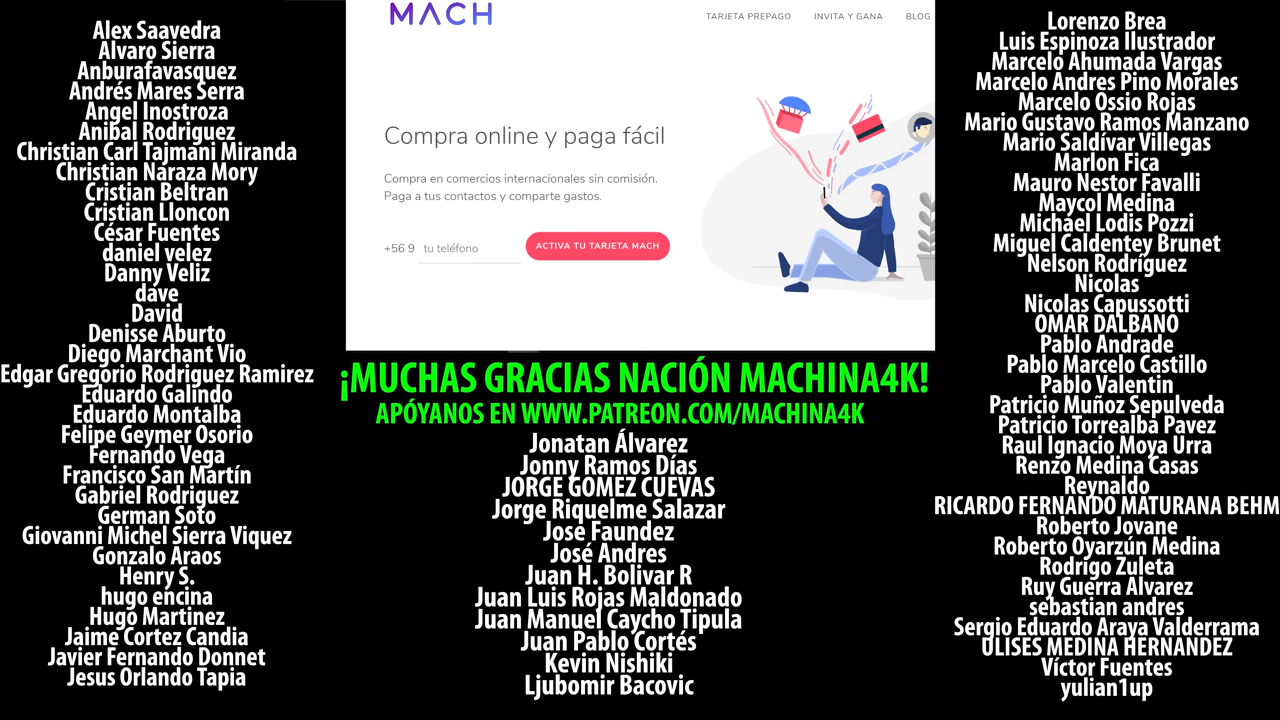 Alex Saavedra
Alvaro Sierra
Anburafavasquez
Andrés Mares Serra
Angel Inostroza
Anibal Rodriguez
Christian Carl Tajmani Miranda
Christian Naraza Mory
Cristian Beltran
Cristian Lloncon
César Fuentes
daniel velez
Danny Veliz
dave
David
Denisse Aburto
Diego Marchant Vio
Edgar Gregorio Rodriguez Ramirez
Eduardo Galindo
Eduardo Montalba
Felipe Geymer Osorio
Fernando Vega
Francisco San Martín
Gabriel Rodriguez
German Soto
Giovanni Michel Sierra Viquez
Gonzalo Araos
Henry S.
hugo encina
Hugo Martinez
Jaime Cortez Candia
Javier Fernando Donnet
Jesus Orlando Tapia
MACH
TARJETA PREPAGO INVITA Y GANA BLOG
Compra online y paga fácil
Compra en comercios internacionales sin comisión.
Paga a tus contactos y comparte gastos.
+56 9 tu teléfono ACTIVA TU TARJETA MACH
¡MUCHAS GRACIAS NACIÓN MACHINA4K!
APÓYANOS EN WWW.PATREON.COM/MACHINA4K
Jonatan Álvarez
Jonny Ramos Días
JORGE GOMEZ CUEVAS
Jorge Riquelme Salazar
José Faundez
José Andres
Juan H. Bolivar R
Juan Luis Rojas Maldonado
Juan Manuel Caycho Tipula
Juan Pablo Cortés
Kevin Nishiki
Ljubomir Bacovic
Lorenzo Brea
Luis Espinoza Ilustrador
Marcelo Ahumada Vargas
Marcelo Andres Pino Morales
Marcelo Ossio Rojas
Mario Gustavo Ramos Manzano
Mario Saldivar Villegas
Marlon Fica
Mauro Nestor Favalli
Maycol Medina
Michael Lodis Pozzi
Miguel Caldentey Brunet
Nelson Rodríguez
Nicolas
Nicolas Capussotti
OMAR DALBANO
Pablo Andrade
Pablo Marcelo Castillo
Pablo Valentin
Patricio Muñoz Sepulveda
Patricio Torrealba Pavez
Raul Ignacio Moya Urra
Renzo Medina Casas
Reynaldo
RICARDO FERNANDO MATURANA BEHM
Roberto Jovane
Roberto Oyarzún Medina
Rodrigo Zuleta
Ruy Guerra Alvarez
sebastian andres
Sergio Eduardo Araya Valderrama
ULISES MEDINA HERNANDEZ
Víctor Fuentes
yulian1up